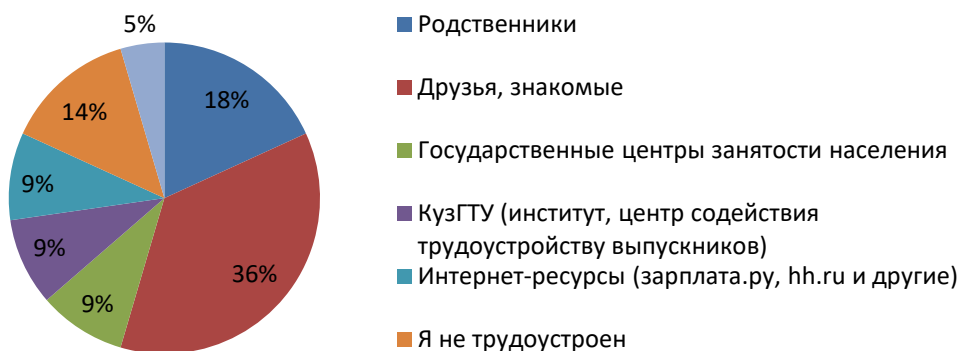 5%
18%
14%
9%
9%
9%
36%
Родственники
Друзья, знакомые
Государственные центры занятости населения
КузГТУ (институт, центр содействия
трудоустройству выпускников)
Интернет-ресурсы (зарплата.ру, hh.ru и другие)
Я не трудоустроен